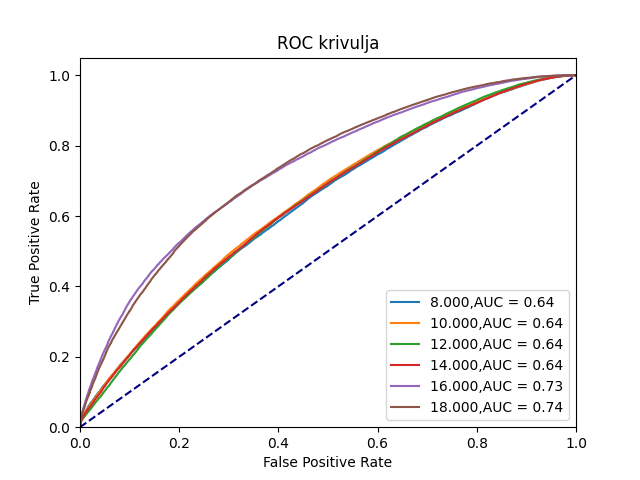 ROC krivulja
True Positive Rate
1.0
0.8
0.6
0.4
0.2
0.0
8.000,AUC = 0.64
10.000,AUC = 0.64
12.000,AUC = 0.64
14.000,AUC = 0.64
16.000,AUC = 0.73
18.000,AUC = 0.74
0.0 0.2 0.4 0.6 0.8 1.0
False Positive Rate